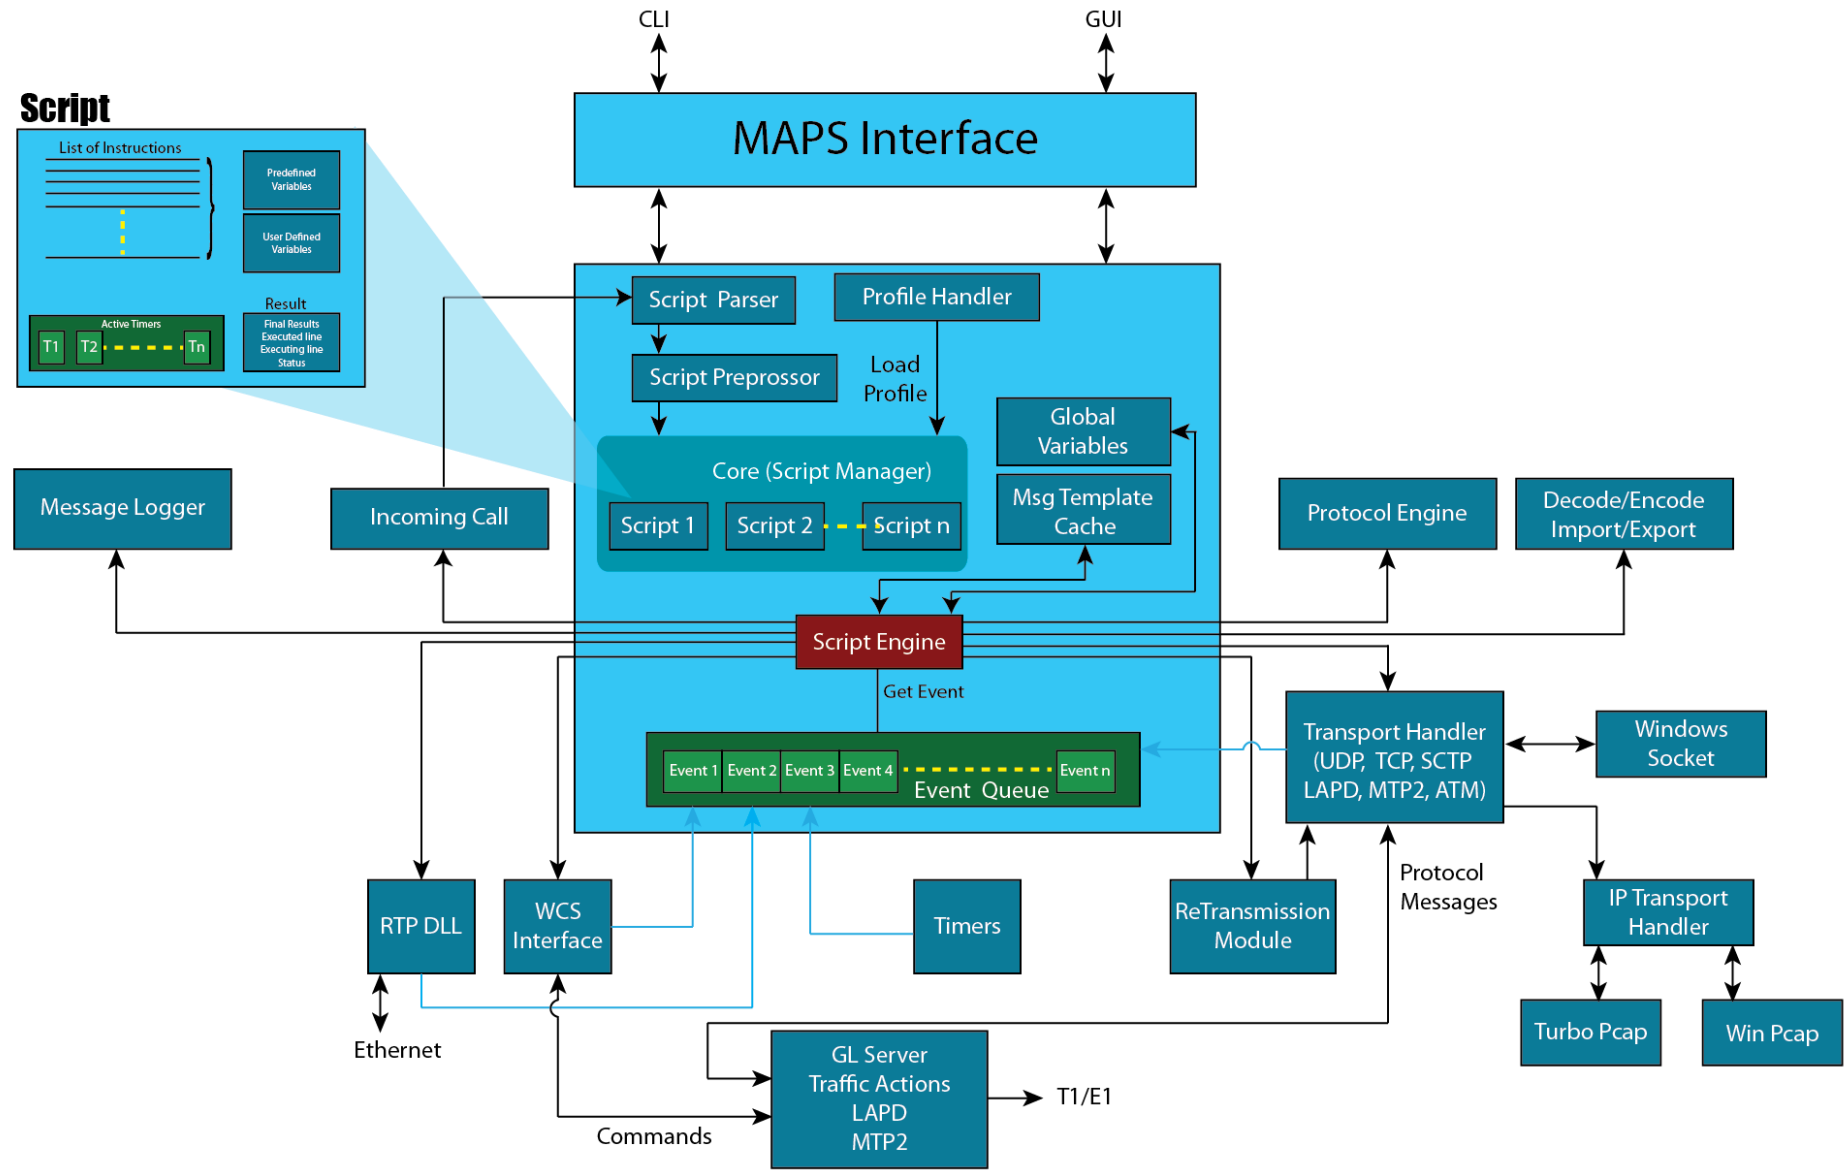 CLI
GUI
MAPS Interface
Script
List of Instructions
Predefined
Variables
User Defined
Variables
Result
Final Results
Executed line
Executing line
Status
Active Timers
T1
T2
Tn
Script Parser
Profile Handler
Script Preprossor
Load
Profile
Global
Variables
Core (Script Manager)
Script 1
Script 2
Script n
Msg Template
Cache
Message Logger
Incoming Call
Protocol Engine
Decode/Encode
Import/Export
Script Engine
Get Event
Event 1
Event 2
Event 3
Event 4
Event n
Event Queue
Transport Handler
(UDP, TCP, SCTP
LAPD, MTP2, ATM)
Windows
Socket
RTP DLL
WCS
Interface
Timers
ReTransmission
Module
Protocol
Messages
IP Transport
Handler
Turbo Pcap
Win Pcap
Ethernet
GL Server
Traffic Actions
LAPD
MTP2
T1/E1
Commands